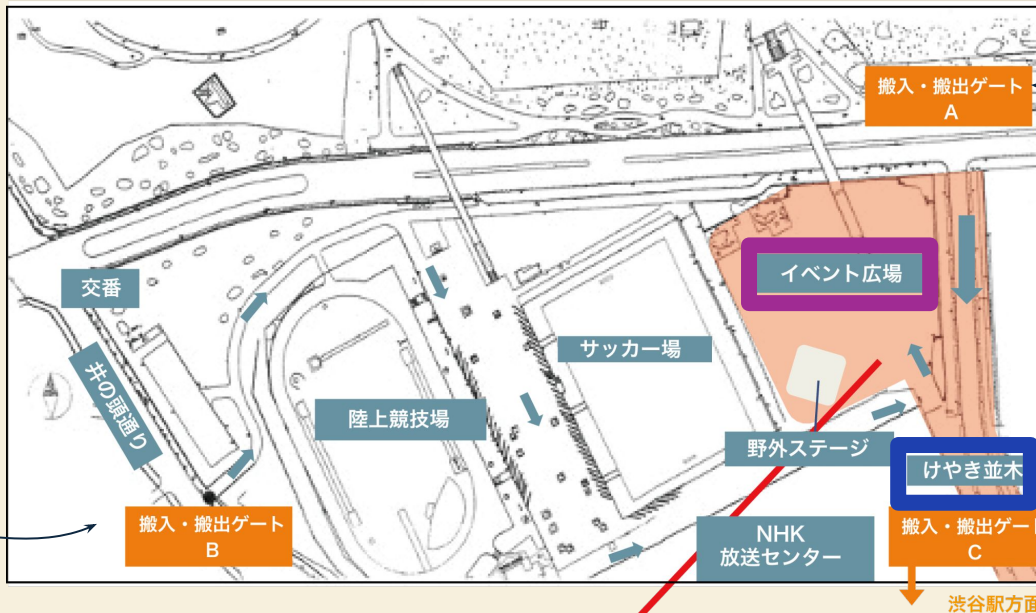 搬入・搬出ゲート
A
イベント広場
交番
サッカー場
井の頭通り
陸上競技場
野外ステージ
けやき並木
搬入・搬出ゲート
B
NHK
放送センター
搬入・搬出ゲー
C
渋谷駅方面